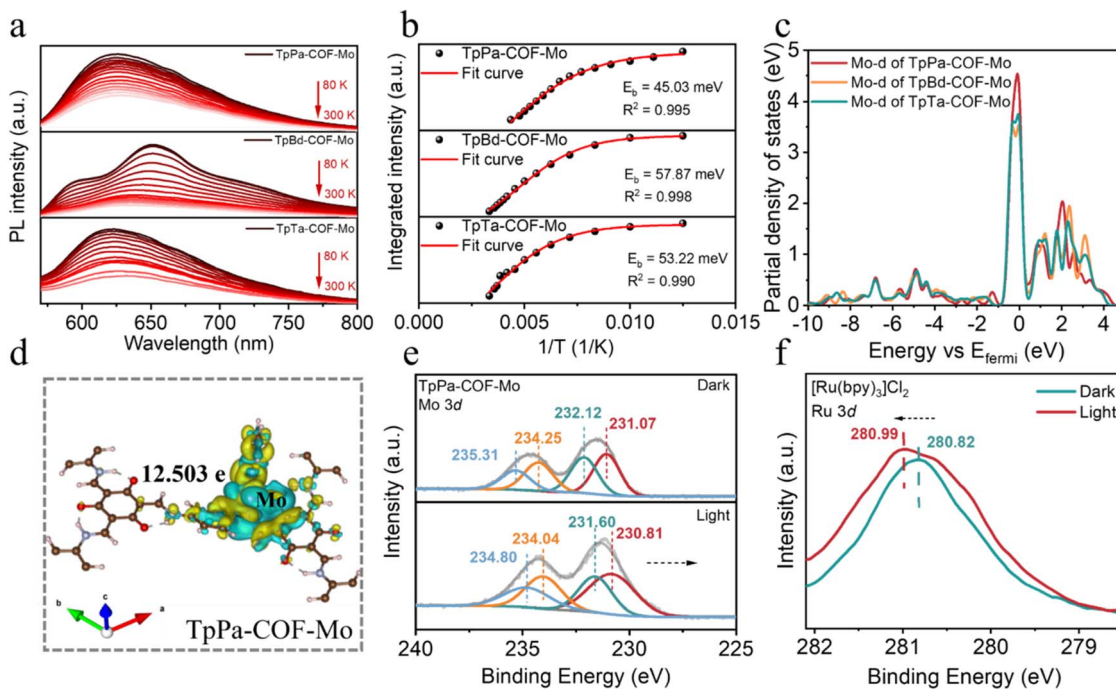 a
TpPa-COF-Mo
80 K
300 K
TpBd-COF-Mo
80 K
300 K
TpTa-COF-Mo
80 K
300 K
PL intensity (a.u.)
600 650 700 750 800
Wavelength (nm)
b
TpPa-COF-Mo
Fit curve
E_b = 45.03 meV
R² = 0.995
TpBd-COF-Mo
Fit curve
E_b = 57.87 meV
R² = 0.998
TpTa-COF-Mo
Fit curve
E_b = 53.22 meV
R² = 0.990
Integrated intensity (a.u.)
0.000 0.005 0.010 0.015
1/T (1/K)
c
Mo-d of TpPa-COF-Mo
Mo-d of TpBd-COF-Mo
Mo-d of TpTa-COF-Mo
Partial density of states (eV)
5
4
3
2
1
0
-10 -8 -6 -4 -2 0 2 4
Energy vs E_fermi (eV)
d
12.503 e
Mo
b c a
TpPa-COF-Mo
e
TpPa-COF-Mo
Mo 3d
Dark
235.31
234.25
232.12
231.07
Light
234.80
234.04
231.60
230.81
Intensity (a.u.)
240 235 230 225
Binding Energy (eV)
f
[Ru(bpy)₃]Cl₂
Ru 3d
Dark
Light
280.99
280.82
Intensity (a.u.)
282 281 280 279
Binding Energy (eV)